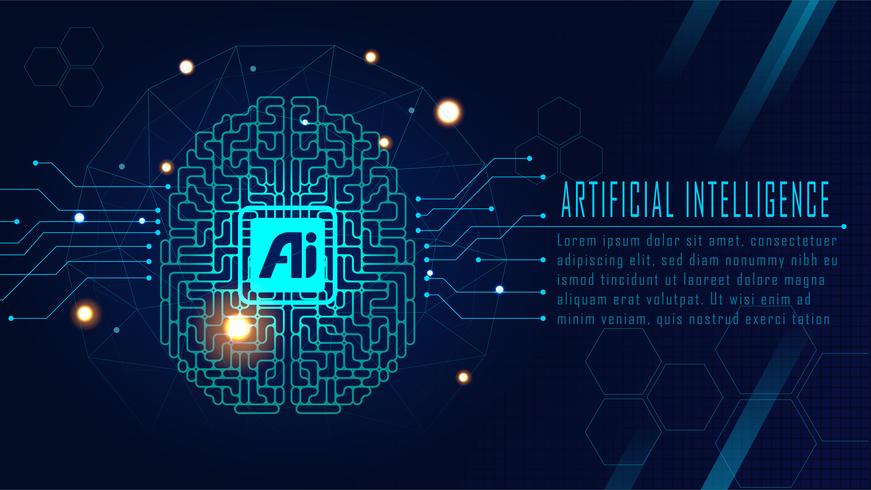 Ai
ARTIFICIAL INTELLIGENCE
Lorem ipsum dolor sit amet, consectetuer
adipiscing elit, sed diam nonummy nibh eu
ismod tincidunt ut laoreet dolore magna
aliquam erat volutpat. Ut wisi enim ad
minim veniam, quis nostrud exerci tation